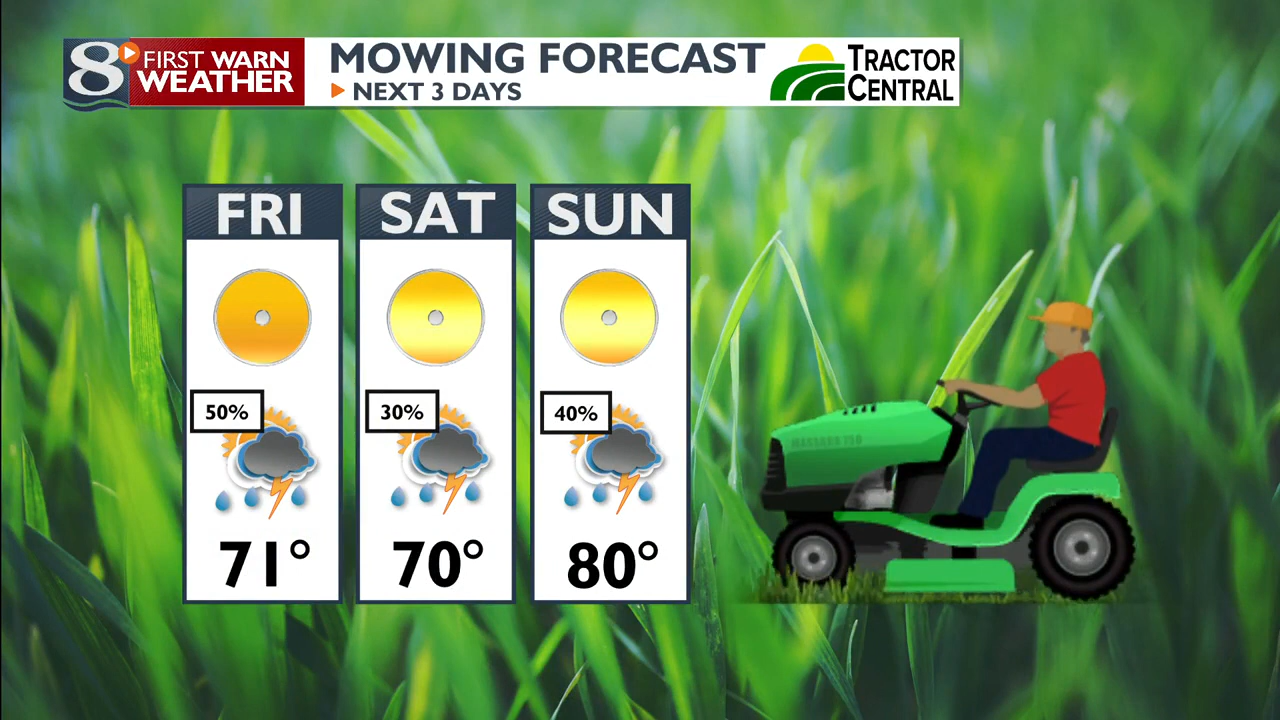 8
FIRST WARN
WEATHER
MOWING FORECAST
NEXT 3 DAYS
TRACTOR
CENTRAL
FRI
SAT
SUN
50%
30%
40%
71°
70°
80°